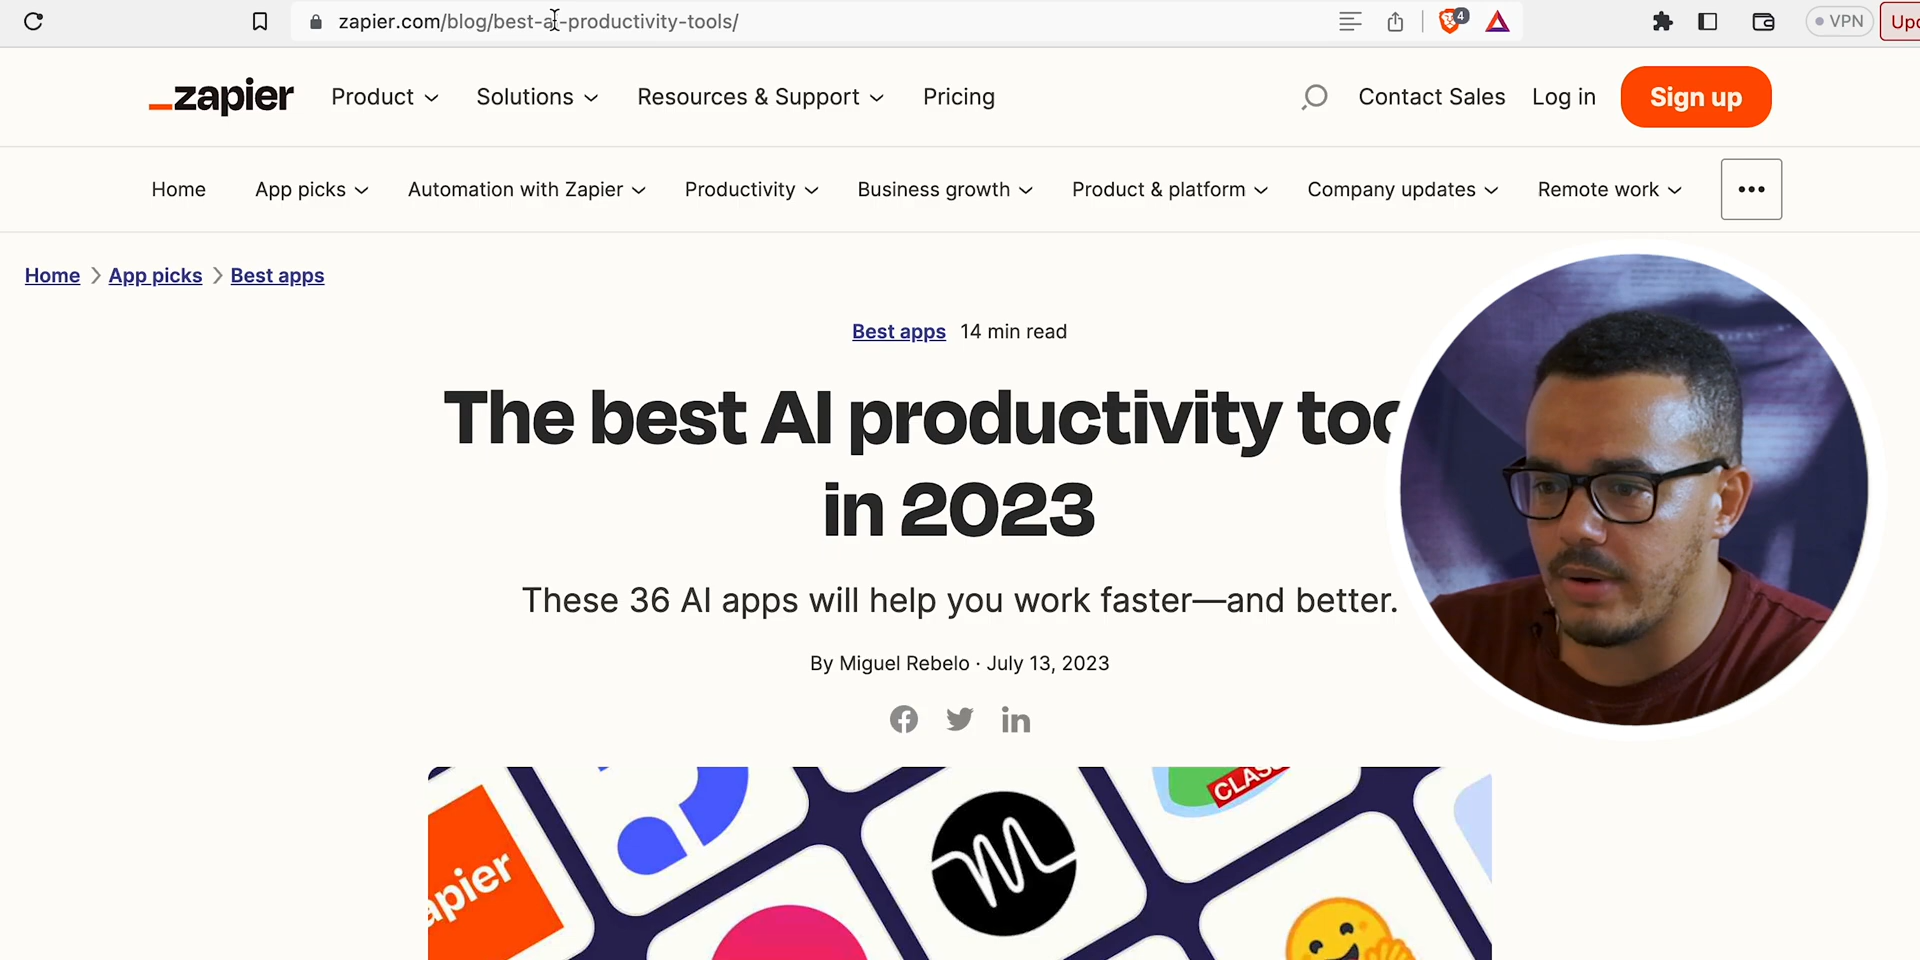 zapier.com/blog/best-ai-productivity-tools/
4
VPN
zapier
Product
Solutions
Resources & Support
Pricing
Contact Sales
Log in
Sign up
Home
App picks
Automation with Zapier
Productivity
Business growth
Product & platform
Company updates
Remote work
Home
App picks
Best apps
Best apps 14 min read
The best AI productivity
in 2023
These 36 AI apps will help you work faster—and better.
By Miguel Rebelo · July 13, 2023